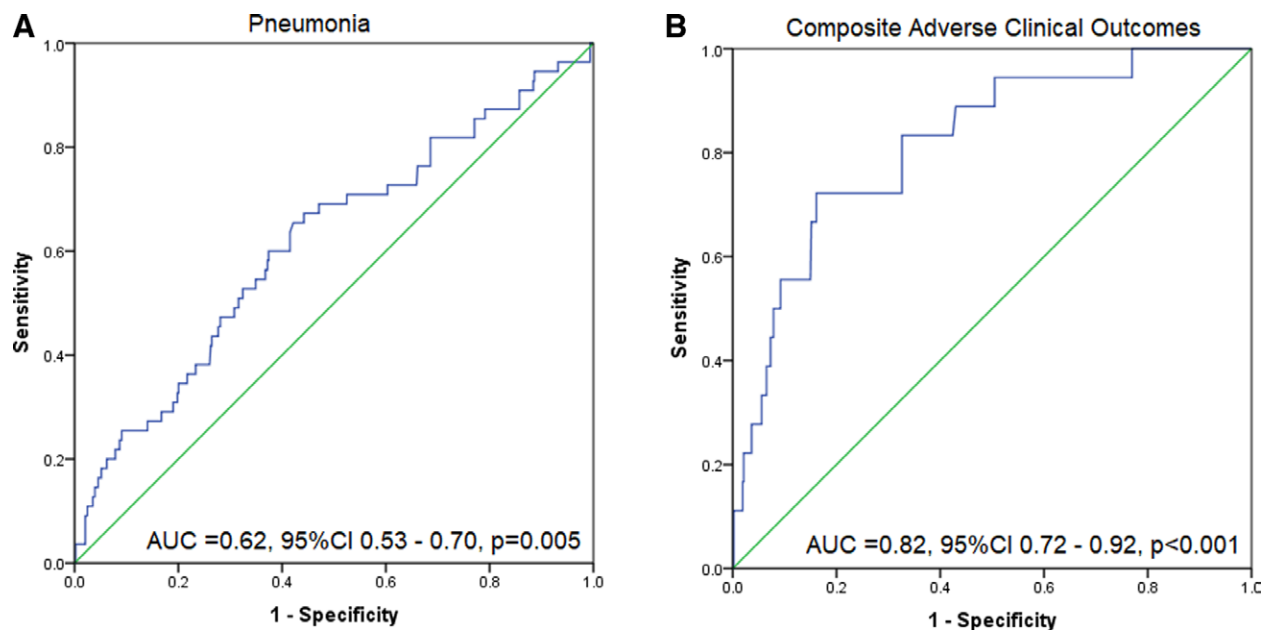 A
Pneumonia
1.0
0.8
0.6
0.4
0.2
0.0
Sensitivity
AUC =0.62, 95%CI 0.53 - 0.70, p=0.005
0.0 0.2 0.4 0.6 0.8 1.0
1 - Specificity
B
Composite Adverse Clinical Outcomes
1.0
0.8
0.6
0.4
0.2
0.0
Sensitivity
AUC =0.82, 95%CI 0.72 - 0.92, p<0.001
0.0 0.2 0.4 0.6 0.8 1.0
1 - Specificity